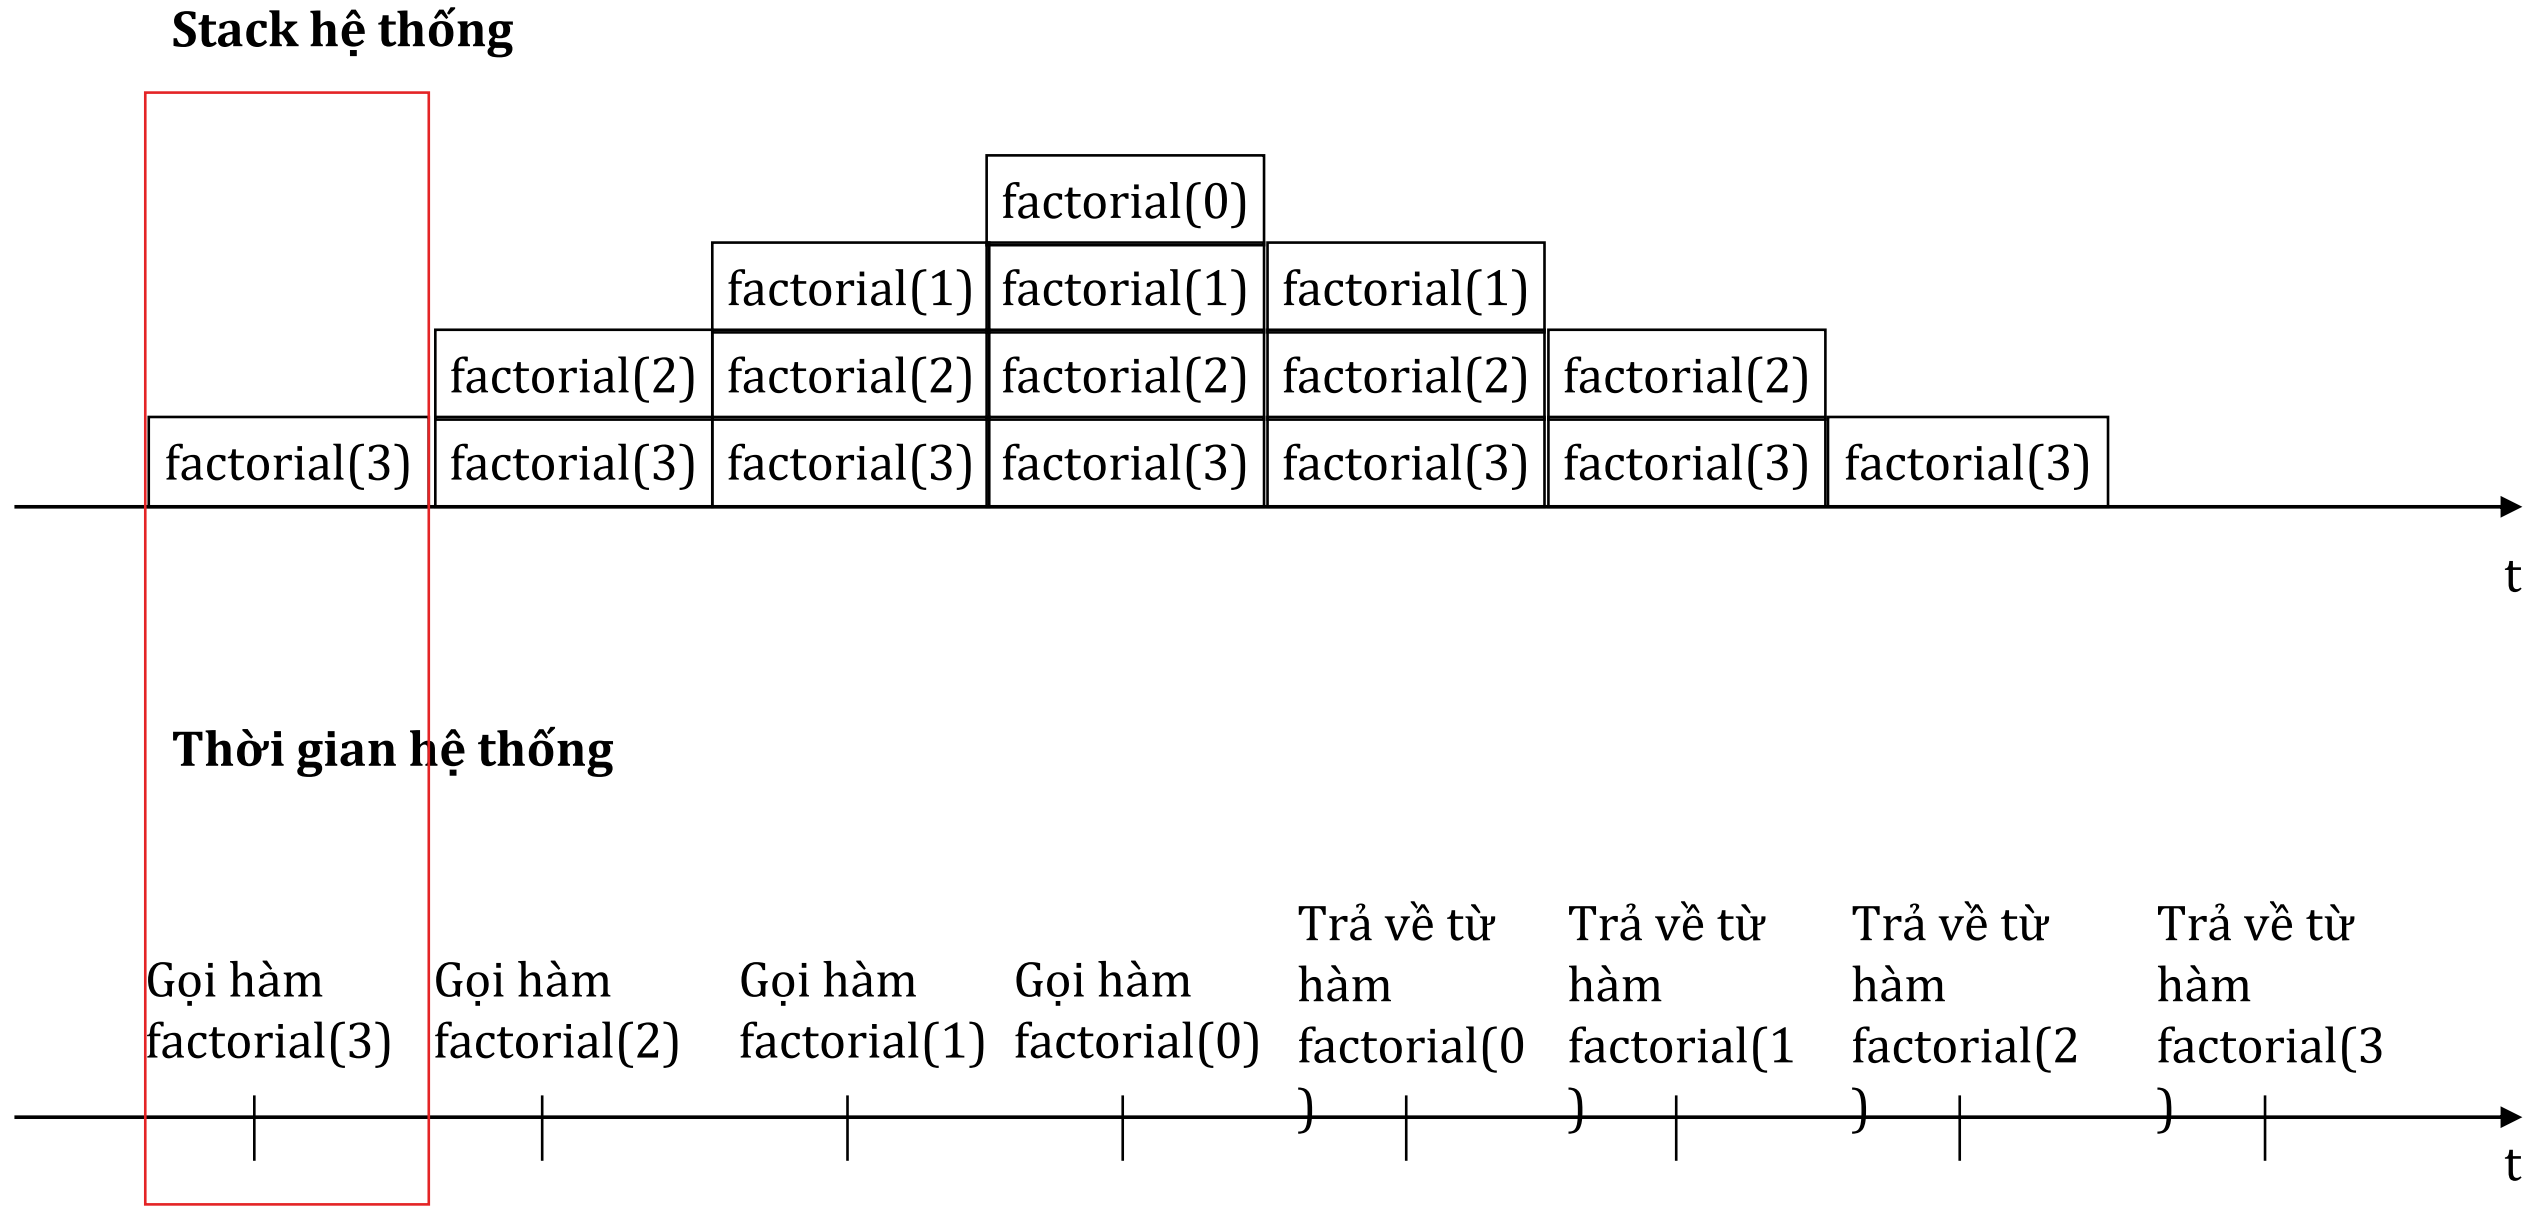 Stack hệ thống
factorial(0)
factorial(1) factorial(1) factorial(1)
factorial(2) factorial(2) factorial(2) factorial(2) factorial(2)
factorial(3) factorial(3) factorial(3) factorial(3) factorial(3) factorial(3) factorial(3)
t
Thời gian hệ thống
Gọi hàm
factorial(3)
Gọi hàm
factorial(2)
Gọi hàm
factorial(1)
Gọi hàm
factorial(0)
Trả về từ
hàm
factorial(0
)
Trả về từ
hàm
factorial(1
)
Trả về từ
hàm
factorial(2
)
Trả về từ
hàm
factorial(3
)
t